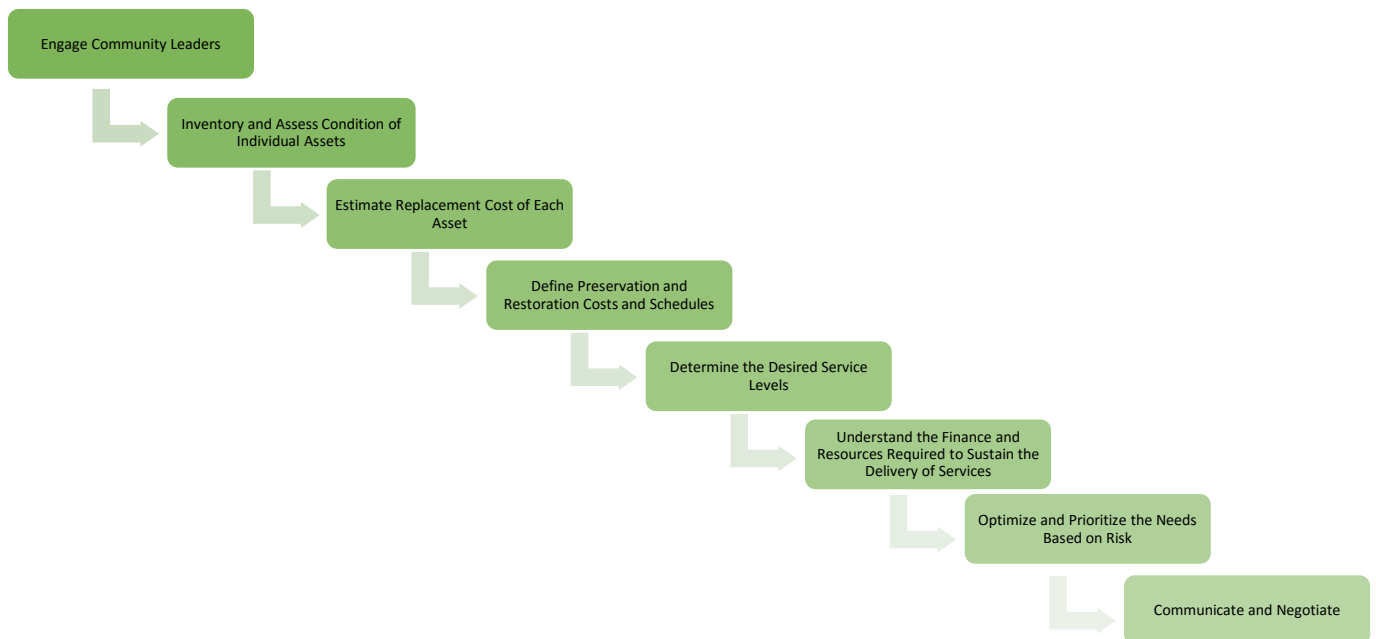 Engage Community Leaders
Inventory and Assess Condition of
Individual Assets
Estimate Replacement Cost of Each
Asset
Define Preservation and
Restoration Costs and Schedules
Determine the Desired Service
Levels
Understand the Finance and
Resources Required to Sustain the
Delivery of Services
Optimize and Prioritize the Needs
Based on Risk
Communicate and Negotiate